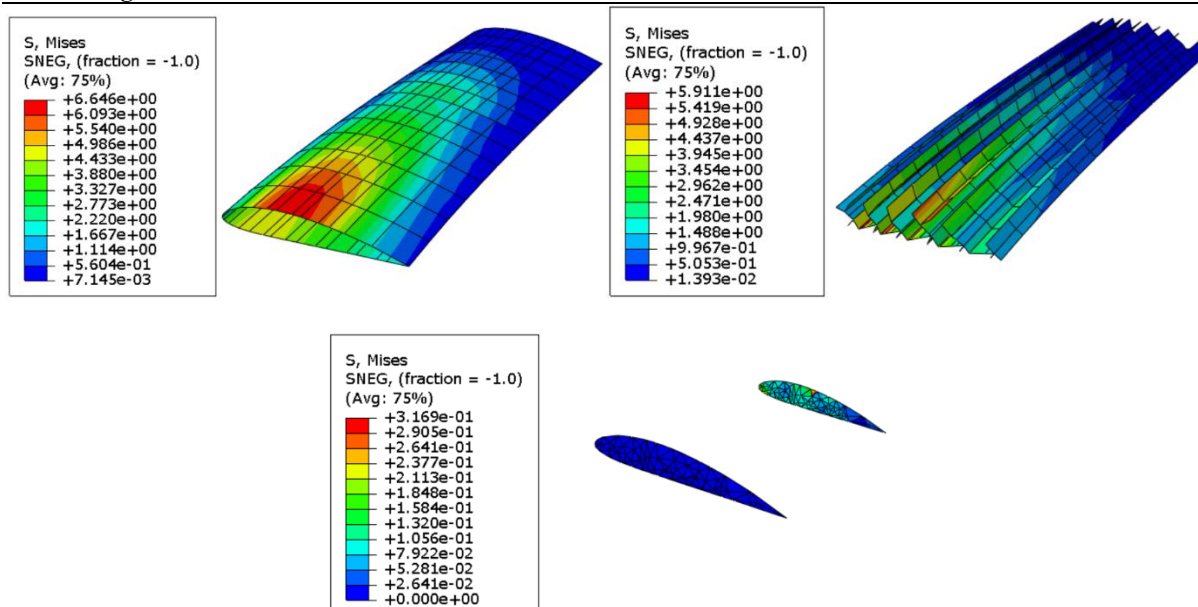 S, Mises
SNEG, (fraction = -1.0)
(Avg: 75%)
+6.646e+00
+6.093e+00
+5.540e+00
+4.986e+00
+4.433e+00
+3.880e+00
+3.327e+00
+2.773e+00
+2.220e+00
+1.667e+00
+1.114e+00
+5.604e-01
+7.145e-03
S, Mises
SNEG, (fraction = -1.0)
(Avg: 75%)
+5.911e+00
+5.419e+00
+4.928e+00
+4.437e+00
+3.945e+00
+3.454e+00
+2.962e+00
+2.471e+00
+1.980e+00
+1.488e+00
+9.967e-01
+5.053e-01
+1.393e-02
S, Mises
SNEG, (fraction = -1.0)
(Avg: 75%)
+3.169e-01
+2.905e-01
+2.641e-01
+2.377e-01
+2.113e-01
+1.848e-01
+1.584e-01
+1.320e-01
+1.056e-01
+7.922e-02
+5.281e-02
+2.641e-02
+0.000e+00